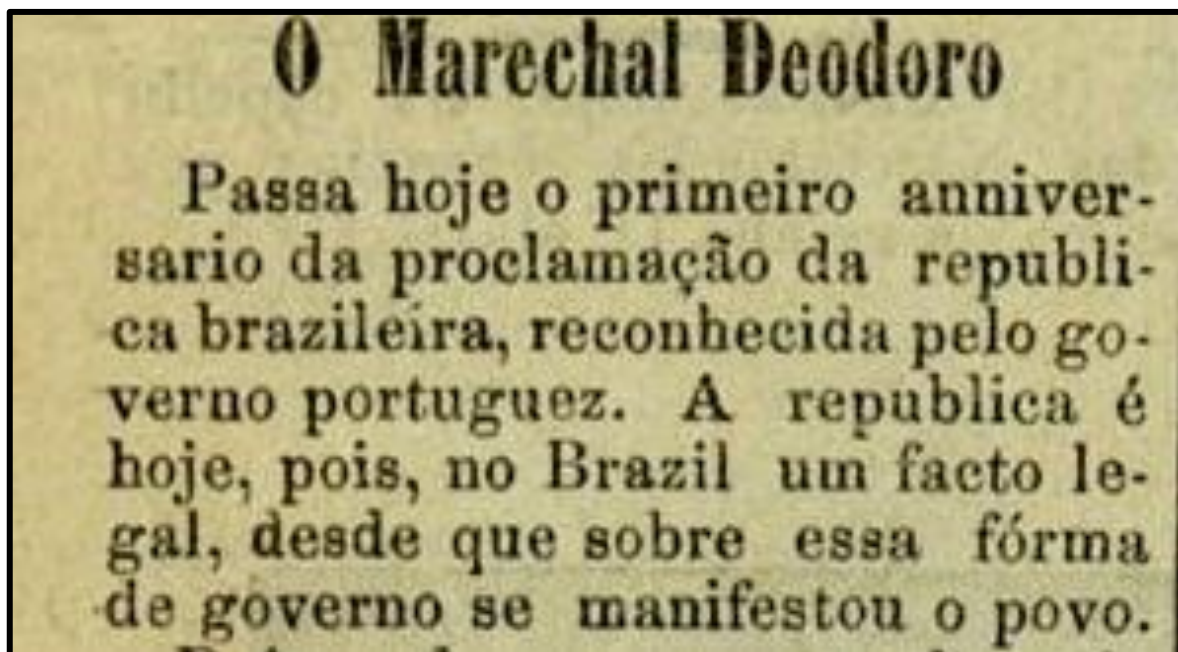 O Marechal Deodoro
Passa hoje o primeiro anniver-
sario da proclamação da republi-
ca brazileira, reconhecida pelo go-
verno portuguez. A republica é
hoje, pois, no Brazil um facto le-
gal, desde que sobre essa fórma
de governo se manifestou o povo.